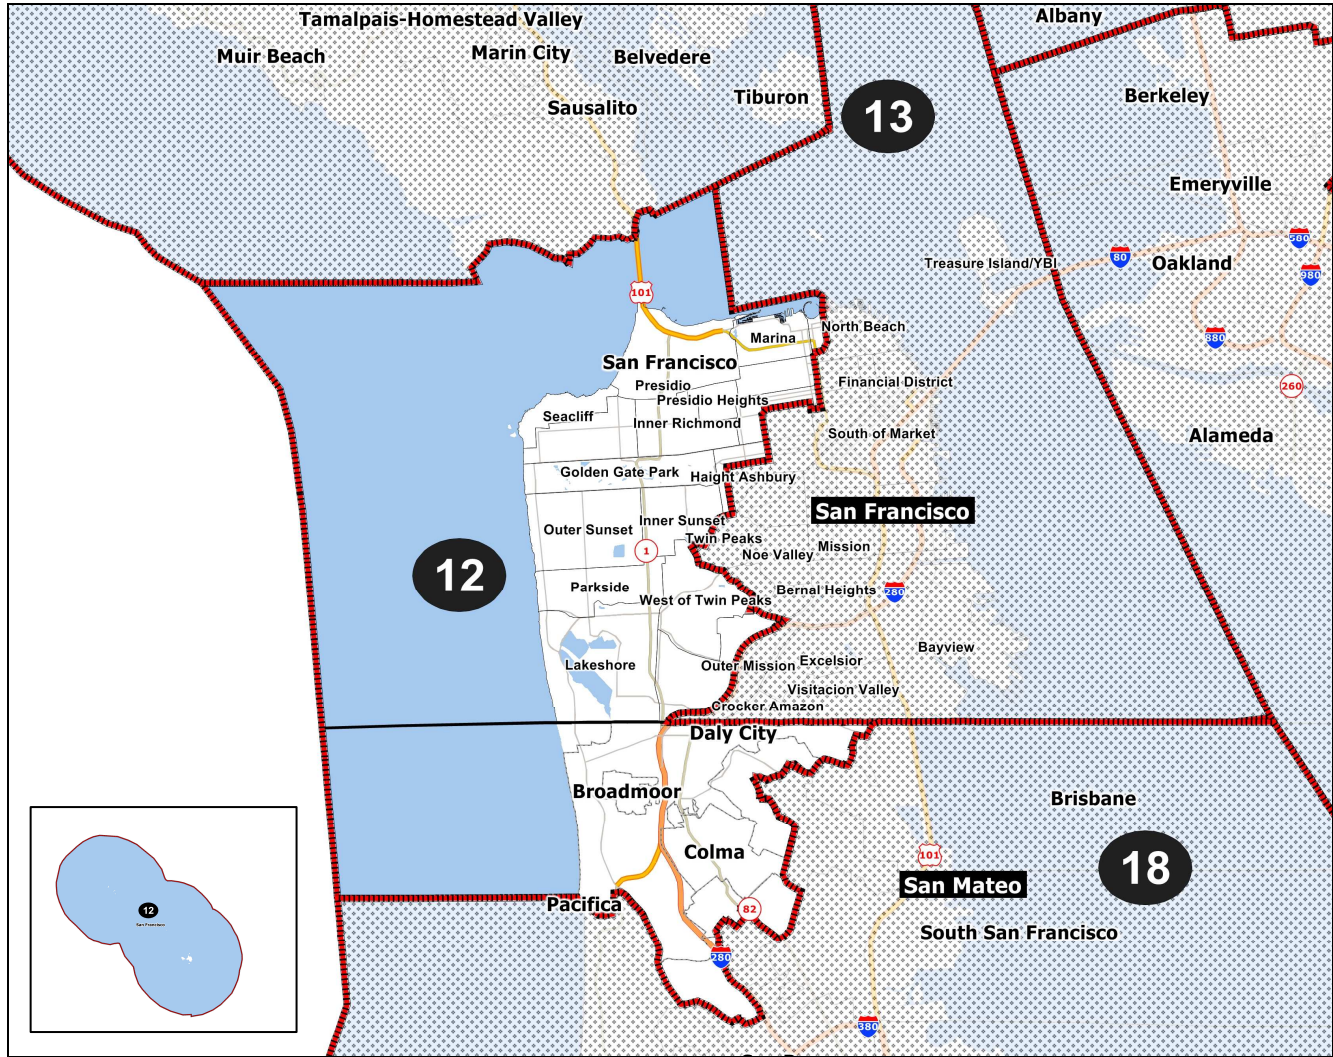 Tamalpais-Homestead Valley
Albany
Muir Beach
Marin City
Belvedere
Sausalito
Tiburon
Berkeley
13
Emeryville
580
80
Treasure Island/YBI
Oakland
980
101
North Beach
Marina
880
San Francisco
Presidio
Financial District
260
Presidio Heights
Seacliff
Inner Richmond
South of Market
Alameda
Golden Gate Park
Haight Ashbury
San Francisco
Inner Sunset
Outer Sunset
Twin Peaks
1
Mission
Noe Valley
12
Parkside
Bernal Heights
280
West of Twin Peaks
Bayview
Lakeshore
Outer Mission
Excelsior
Visitacion Valley
Crocker Amazon
Daly City
Broadmoor
Brisbane
Colma
101
18
San Mateo
Pacifica
82
12
San Francisco
South San Francisco
280
380